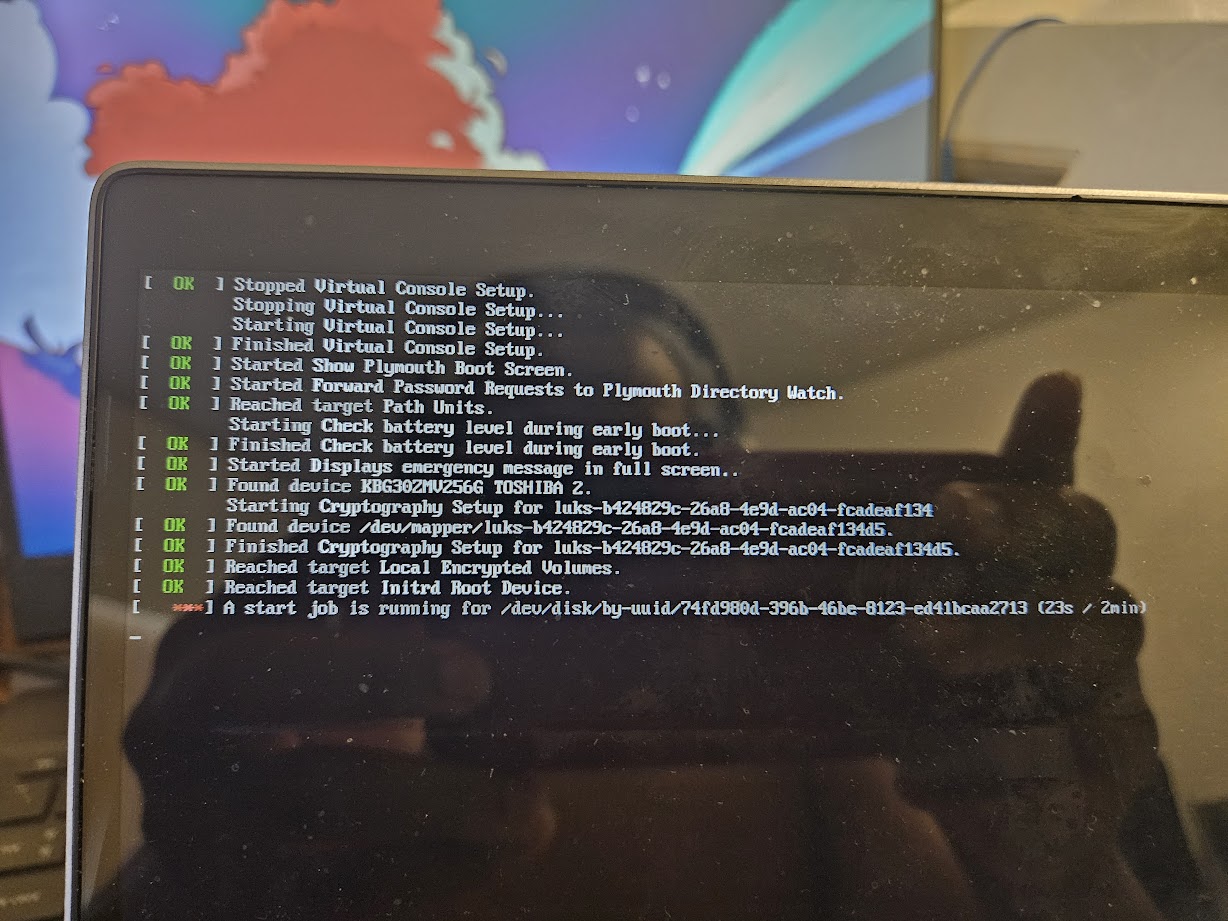 [  OK  ] Stopped Virtual Console Setup.
Stopping Virtual Console Setup...
Starting Virtual Console Setup...
[  OK  ] Finished Virtual Console Setup.
[  OK  ] Started Show Plymouth Boot Screen.
[  OK  ] Started Forward Password Requests to Plymouth Directory Watch.
[  OK  ] Reached target Path Units.
Starting Check battery level during early boot...
[  OK  ] Finished Check battery level during early boot.
[  OK  ] Started Displays emergency message in full screen..
[  OK  ] Found device KBG30ZMV256G TOSHIBA 2.
Starting Cryptography Setup for luks-b424829c-26a8-4e9d-ac04-fcadeaf134
[  OK  ] Found device /dev/mapper/luks-b424829c-26a8-4e9d-ac04-fcadeaf134d5.
[  OK  ] Finished Cryptography Setup for luks-b424829c-26a8-4e9d-ac04-fcadeaf134d5.
[  OK  ] Reached target Local Encrypted Volumes.
[  OK  ] Reached target Initrd Root Device.
[   ***] A start job is running for /dev/disk/by-uuid/74fd980d-396b-46be-8123-ed41bcaa2713 (23s / 2min)